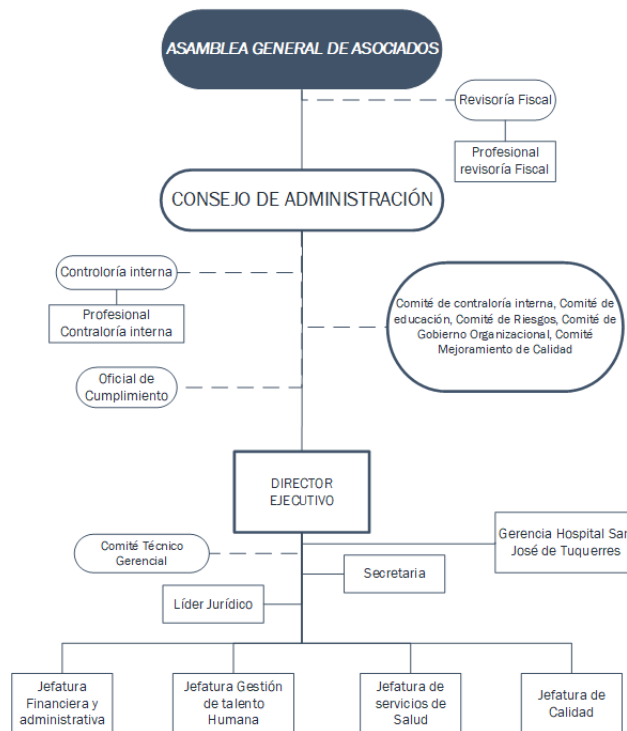 ASAMBLEA GENERAL DE ASOCIADOS
Revisoría Fiscal
Profesional
revisoría Fiscal
CONSEJO DE ADMINISTRACIÓN
Controloría interna
Profesional
Contraloría interna
Comité de contraloría interna, Comité de
educación, Comité de Riesgos, Comité de
Gobierno Organizacional, Comité
Mejoramiento de Calidad
Oficial de
Cumplimiento
DIRECTOR
EJECUTIVO
Gerencia Hospital San
José de Tuquerres
Comité Técnico
Gerencial
Secretaria
Líder Jurídico
Jefatura
Financiera y
administrativa
Jefatura Gestión
de talento
Humana
Jefatura de
servicios de
Salud
Jefatura de
Calidad